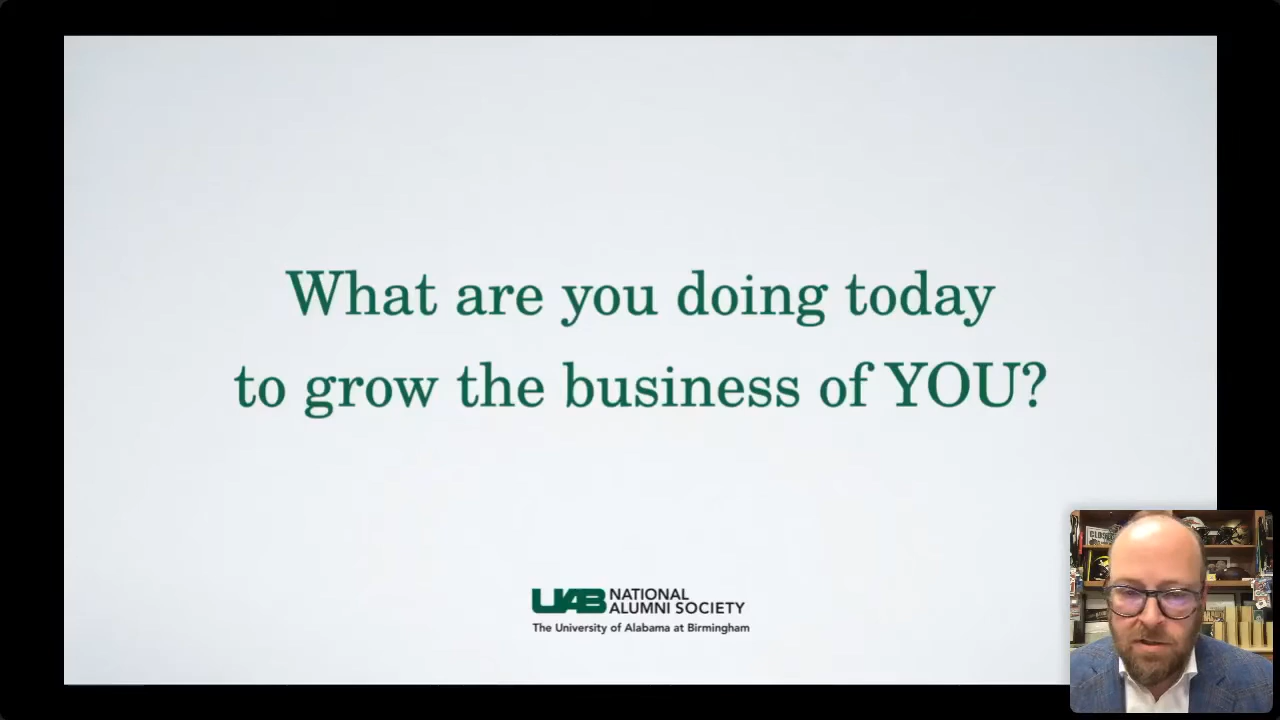 What are you doing today
to grow the business of YOU?
UAB NATIONAL
ALUMNI SOCIETY
The University of Alabama at Birmingham